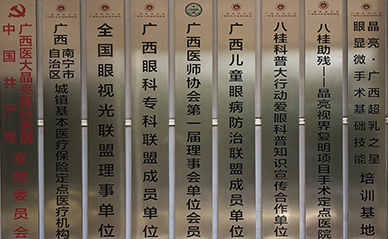 中国共产党
广西医大晶亮眼科医院
支部委员会
广西
南宁市
自治区
城镇基本医疗保险定点医疗机构
全国眼视光联盟理事单位
广西眼科专科联盟成员单位
广西医师协会第一届理事会单位会员
广西儿童眼病防治联盟成员单位
八桂科普大行动爱眼科普知识宣传合作单位
八桂助残——晶亮视界复明项目手术定点医院
晶亮·广西超乳之星
眼显微手术基础技能
培训基地